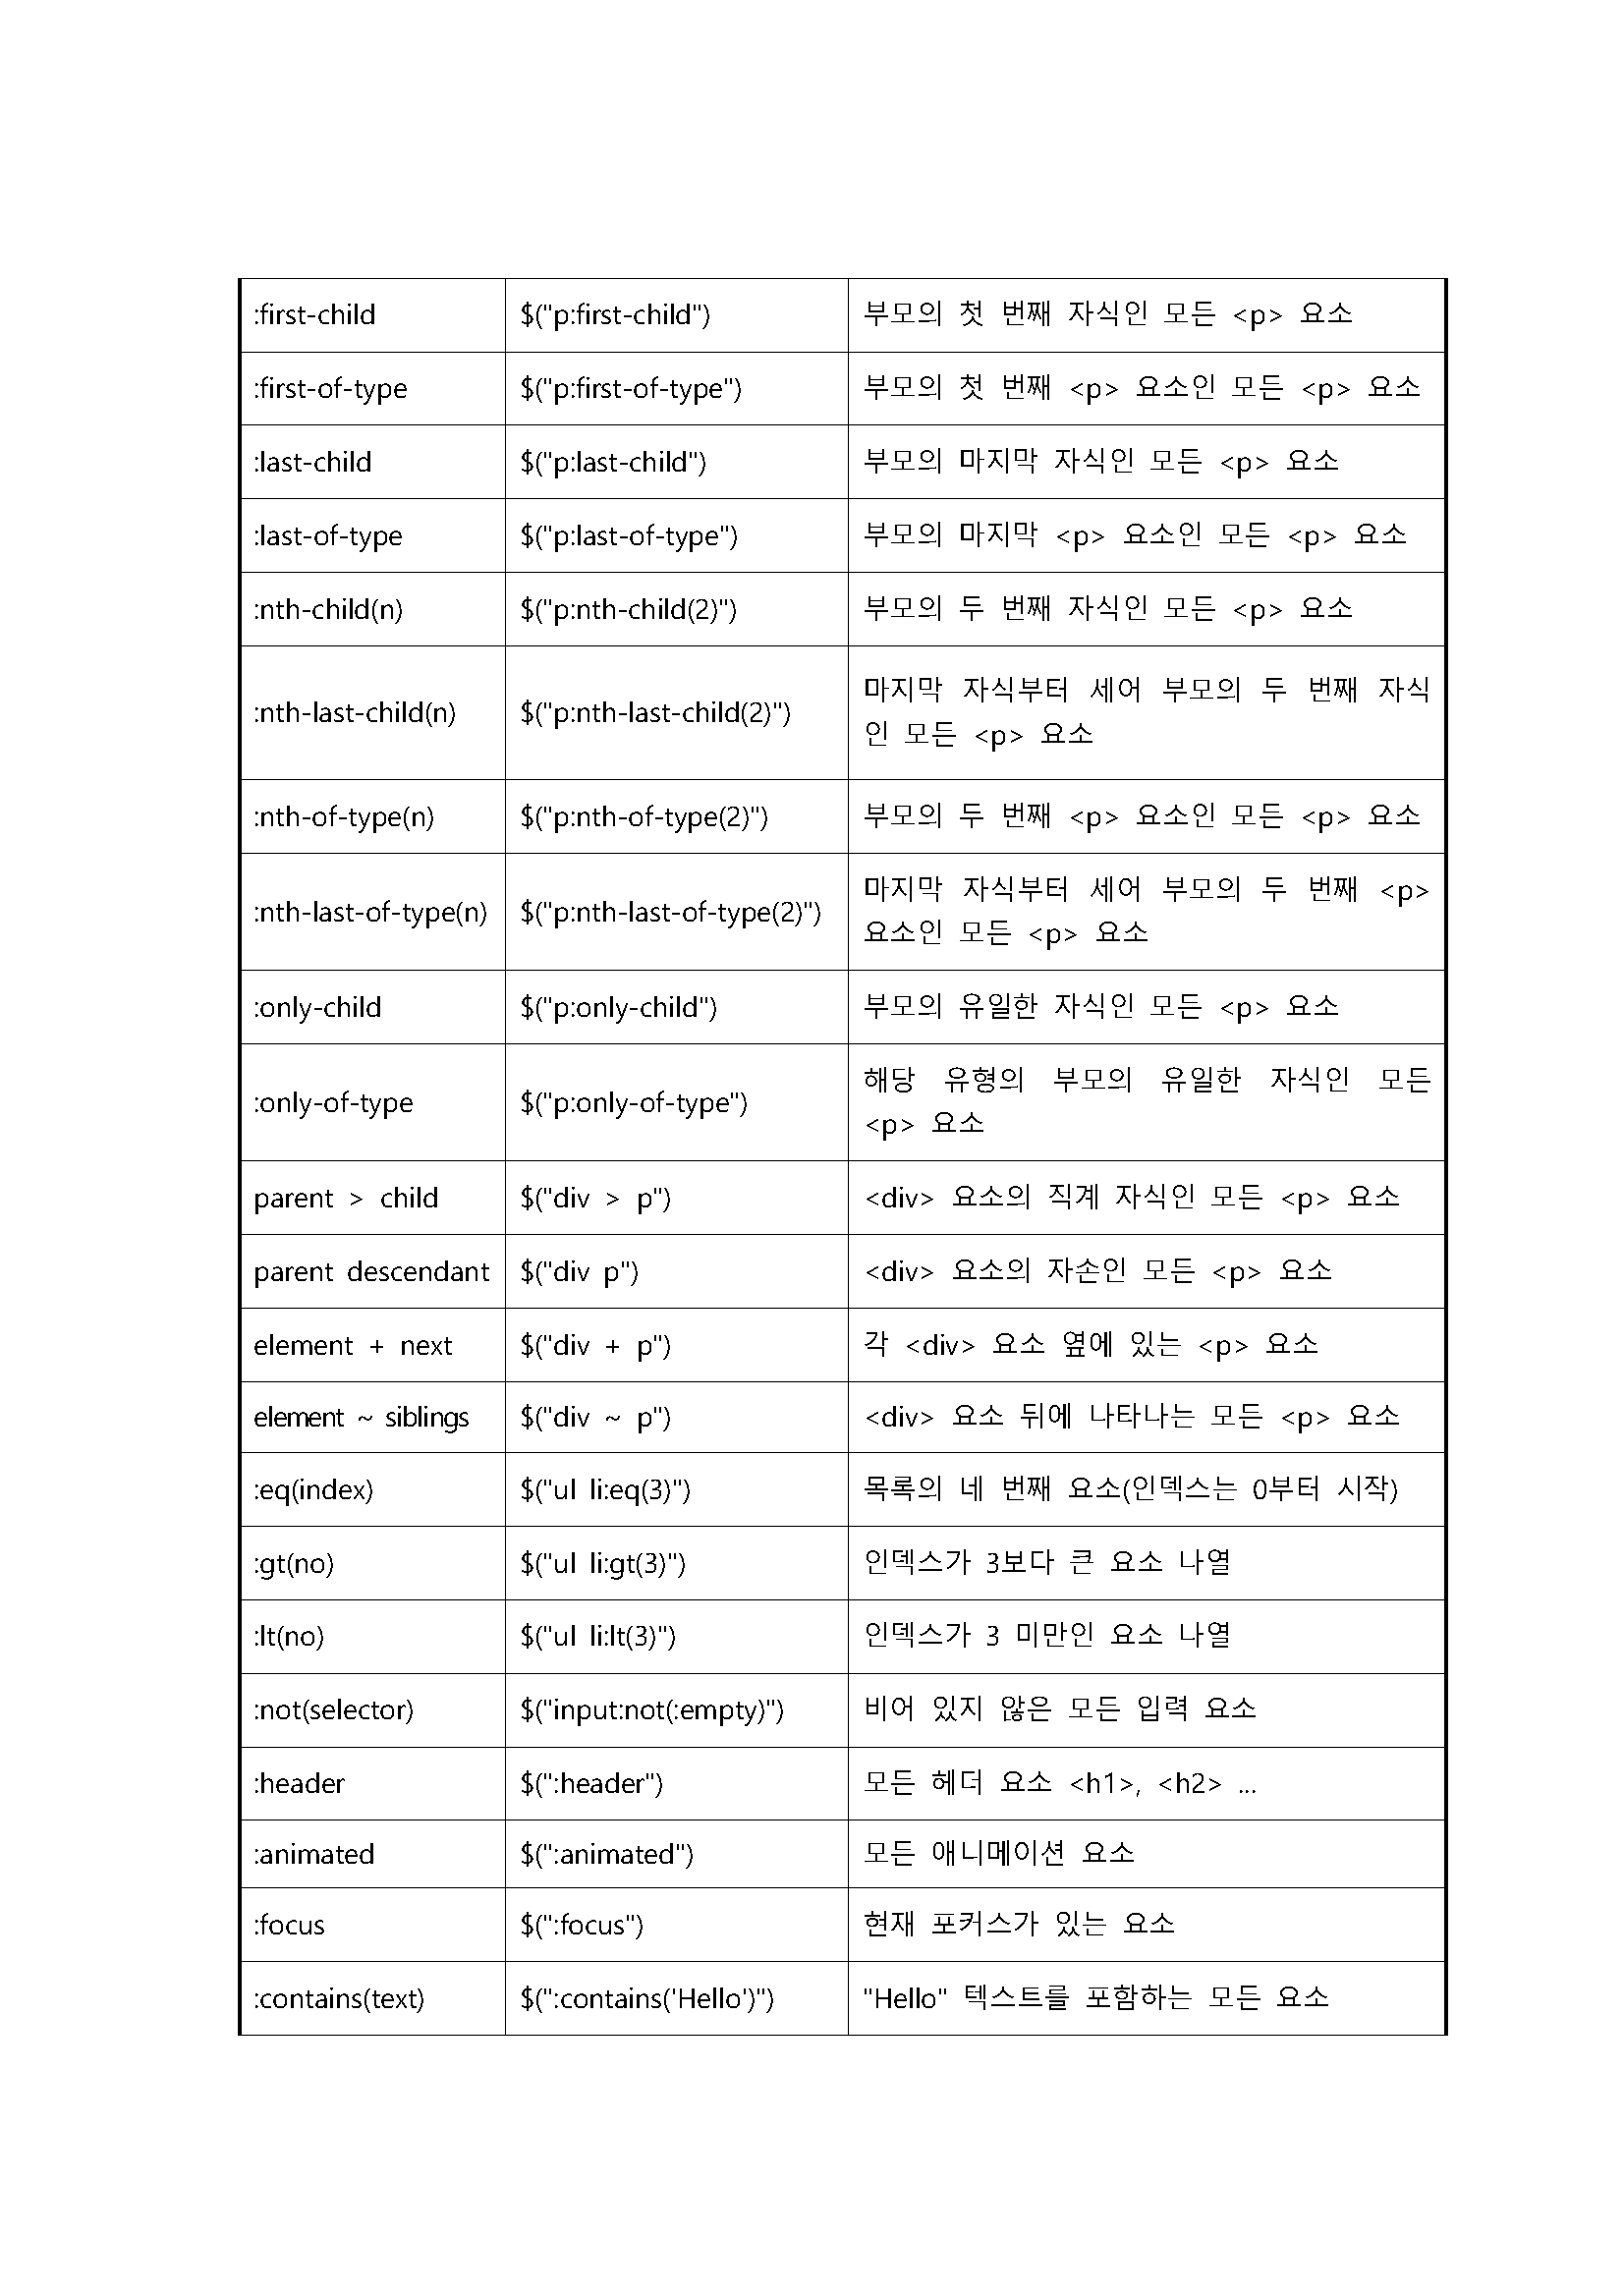 :first-child $("p:first-child") 부모의 첫 번째 자식인 모든 <p> 요소
:first-of-type $("p:first-of-type") 부모의 첫 번째 <p> 요소인 모든 <p> 요소
:last-child $("p:last-child") 부모의 마지막 자식인 모든 <p> 요소
:last-of-type $("p:last-of-type") 부모의 마지막 <p> 요소인 모든 <p> 요소
:nth-child(n) $("p:nth-child(2)") 부모의 두 번째 자식인 모든 <p> 요소
:nth-last-child(n) $("p:nth-last-child(2)") 마지막 자식부터 세어 부모의 두 번째 자식
인 모든 <p> 요소
:nth-of-type(n) $("p:nth-of-type(2)") 부모의 두 번째 <p> 요소인 모든 <p> 요소
:nth-last-of-type(n) $("p:nth-last-of-type(2)") 마지막 자식부터 세어 부모의 두 번째 <p>
요소인 모든 <p> 요소
:only-child $("p:only-child") 부모의 유일한 자식인 모든 <p> 요소
:only-of-type $("p:only-of-type") 해당 유형의 부모의 유일한 자식인 모든
<p> 요소
parent > child $("div > p") <div> 요소의 직계 자식인 모든 <p> 요소
parent descendant $("div p") <div> 요소의 자손인 모든 <p> 요소
element + next $("div + p") 각 <div> 요소 옆에 있는 <p> 요소
element ~ siblings $("div ~ p") <div> 요소 뒤에 나타나는 모든 <p> 요소
:eq(index) $("ul li:eq(3)") 목록의 네 번째 요소(인덱스는 0부터 시작)
:gt(no) $("ul li:gt(3)") 인덱스가 3보다 큰 요소 나열
:lt(no) $("ul li:lt(3)") 인덱스가 3 미만인 요소 나열
:not(selector) $("input:not(:empty)") 비어 있지 않은 모든 입력 요소
:header $(":header") 모든 헤더 요소 <h1>, <h2> ...
:animated $(":animated") 모든 애니메이션 요소
:focus $(":focus") 현재 포커스가 있는 요소
:contains(text) $(":contains('Hello')") "Hello" 텍스트를 포함하는 모든 요소